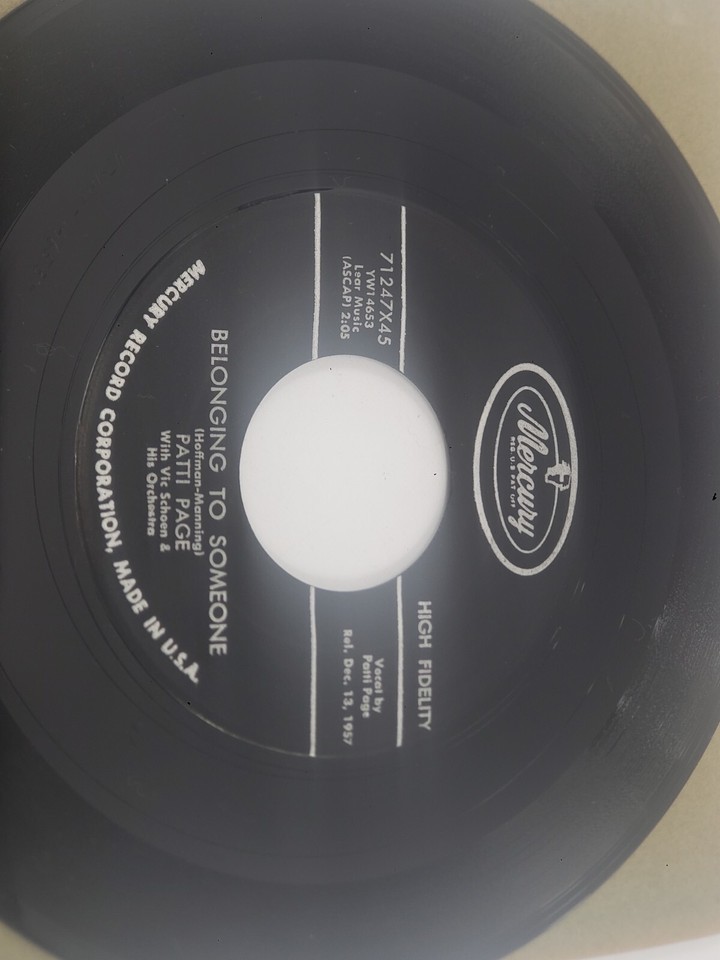 Mercury
REG. U.S. PAT. OFF.
HIGH FIDELITY
71247X45
YW14653
Lear Music
(ASCAP) 2:05
Vocal by
Patti Page
Rel. Dec. 13, 1957
BELONGING TO SOMEONE
(Hoffman-Manning)
PATTI PAGE
With Vic Schoen &
His Orchestra
MERCURY RECORD CORPORATION, MADE IN U.S.A.